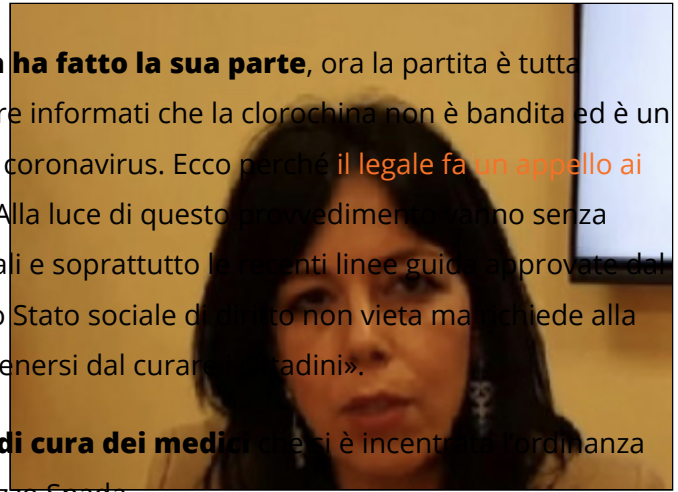 ha fatto la sua parte, ora la partita è tutta
re informati che la clorochina non è bandita ed è un
coronavirus. Ecco perché il legale fa un appello ai
Alla luce di questo provvedimento vanno senza
ali e soprattutto le recenti linee guida approvate dal
o Stato sociale di diritto non vieta ma richiede alla
enersi dal curare i cittadini».
di cura dei medici che si è incentrata l'ordinanza